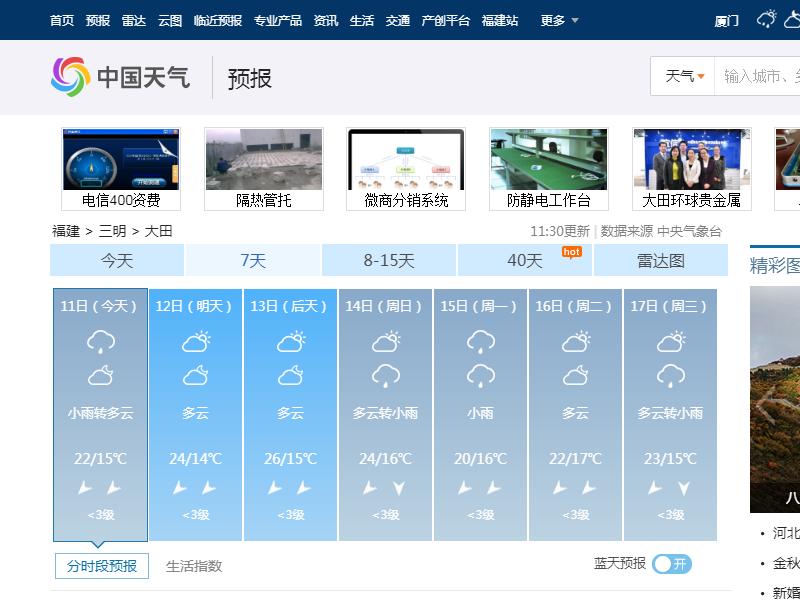 首页 预报 雷达 云图 临近预报 专业产品 资讯 生活 交通 产创平台 福建站 更多 厦门
中国天气 预报 天气 输入城市、
电信400资费 隔热管托 微商分销系统 防静电工作台 大田环球贵金属
福建 > 三明 > 大田 11:30更新 | 数据来源 中央气象台
今天 7天 8-15天 40天 hot 雷达图
精彩图
11日（今天） 12日（明天） 13日（后天） 14日（周日） 15日（周一） 16日（周二） 17日（周三）
小雨转多云 多云 多云 多云转小雨 小雨 多云 多云转小雨
22/15℃ 24/14℃ 26/15℃ 24/16℃ 20/16℃ 22/17℃ 23/15℃
<3级 <3级 <3级 <3级 <3级 <3级 <3级
八
• 河北
分时段预报 生活指数 蓝天预报 开
• 金秋
• 新婚